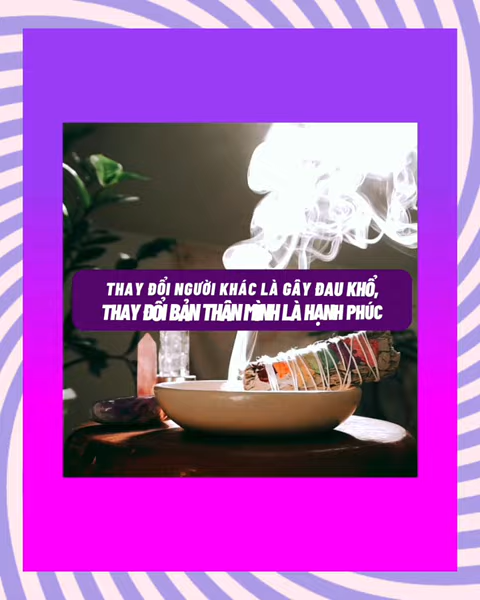 THAY ĐỔI NGƯỜI KHÁC LÀ GÂY ĐAU KHỔ,
THAY ĐỔI BẢN THÂN MÌNH LÀ HẠNH PHÚC